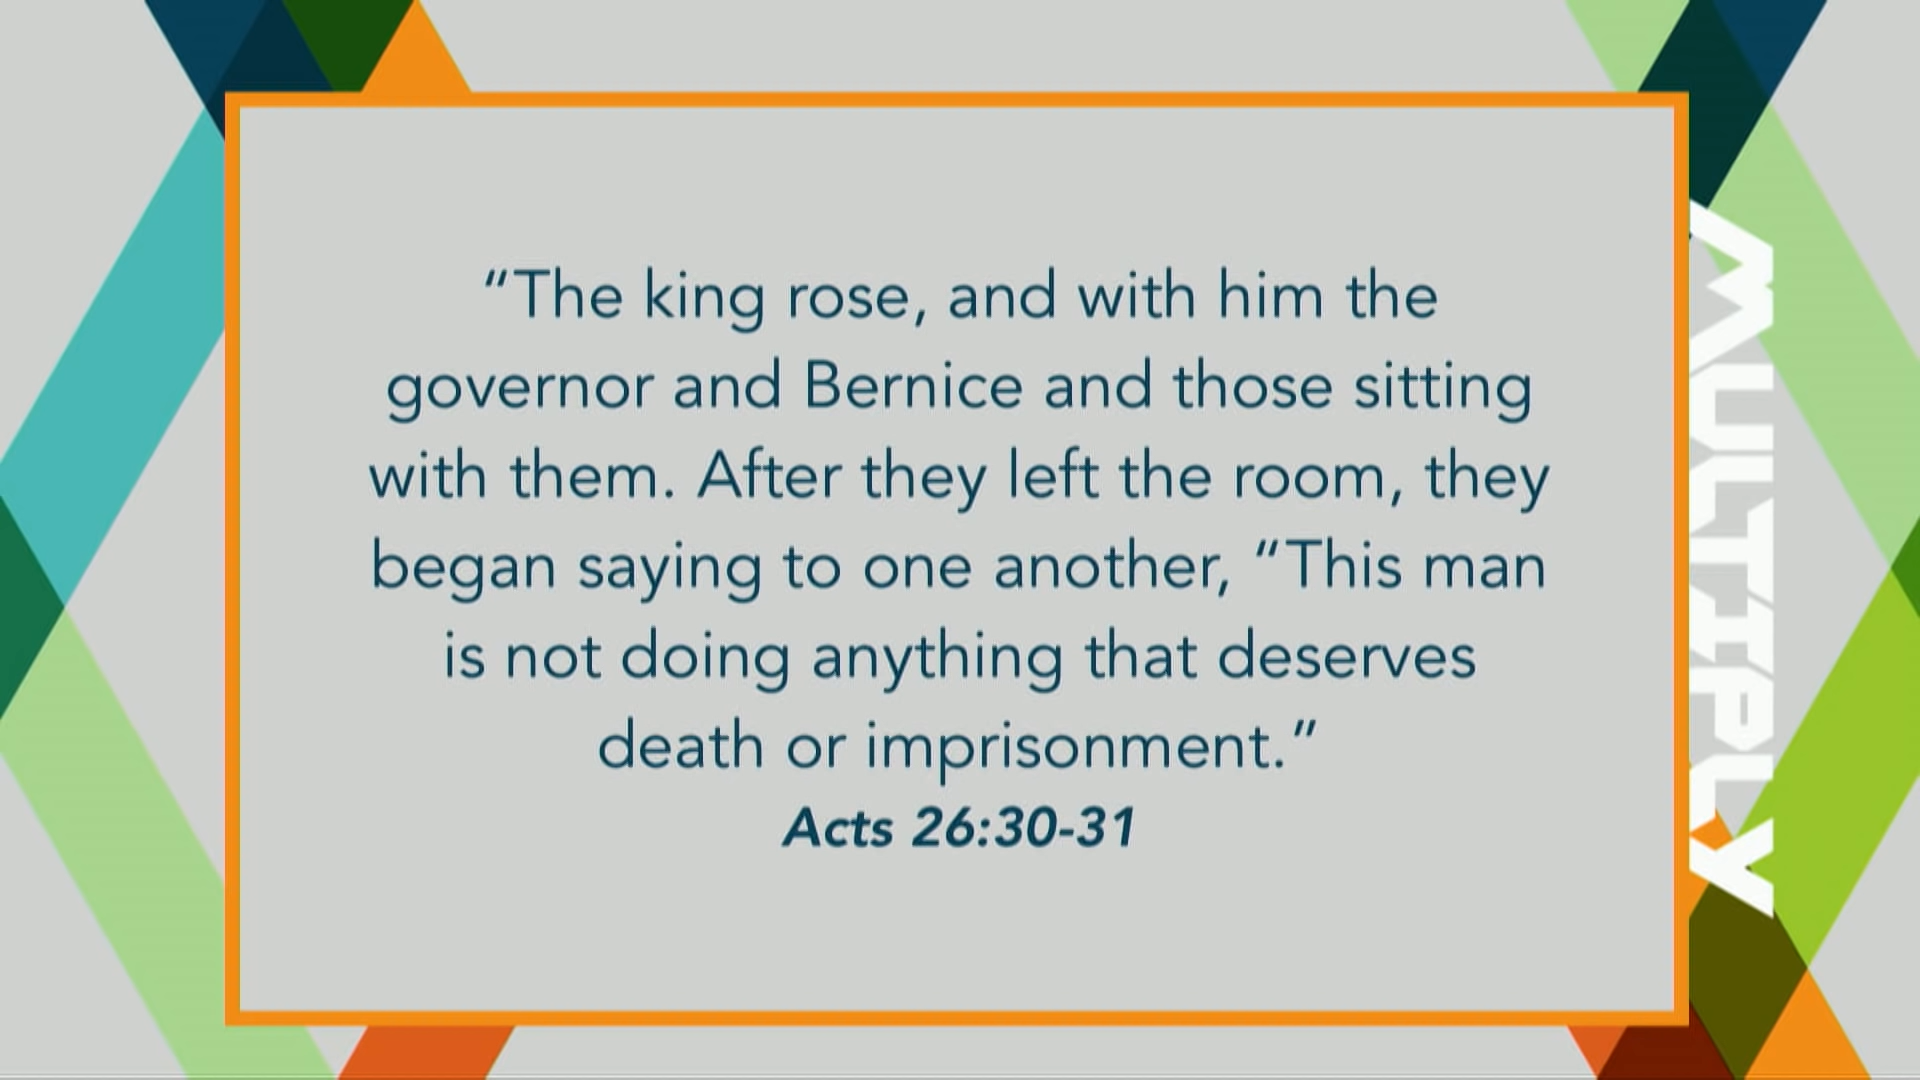 “The king rose, and with him the
governor and Bernice and those sitting
with them. After they left the room, they
began saying to one another, “This man
is not doing anything that deserves
death or imprisonment.”
Acts 26:30-31
MULTIPLY